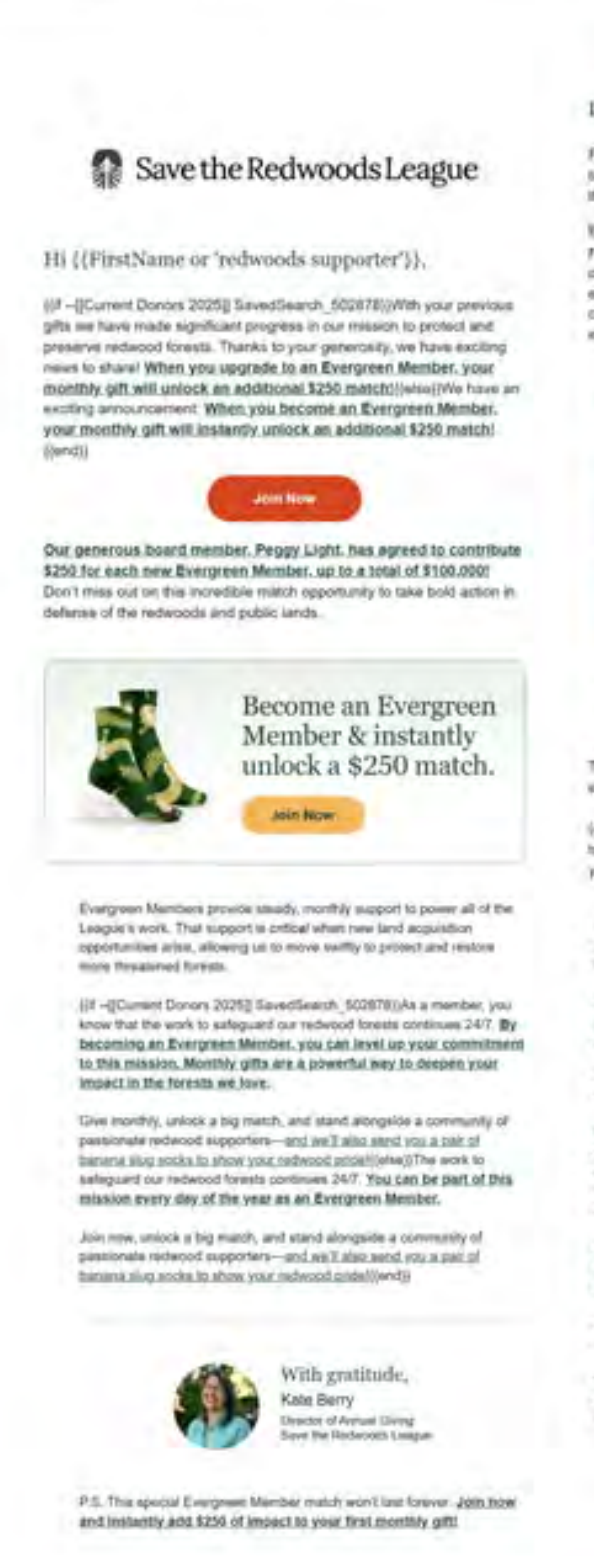 Save the Redwoods League
Hi {{FirstName or 'redwoods supporter'}},
{{if ~[[Current Donors 2025]] SavedSearch_502878}}With your previous
gifts we have made significant progress in our mission to protect and
preserve redwood forests. Thanks to your generosity, we have exciting
news to share! When you upgrade to an Evergreen Member, your
monthly gift will unlock an additional $250 match!{{else}}We have an
exciting announcement. When you become an Evergreen Member,
your monthly gift will instantly unlock an additional $250 match!
{{end}}
Join Now
Our generous board member, Peggy Light, has agreed to contribute
$250 for each new Evergreen Member, up to a total of $100,000!
Don't miss out on this incredible match opportunity to take bold action in
defense of the redwoods and public lands.
Become an Evergreen
Member & instantly
unlock a $250 match.
Join Now
Evergreen Members provide steady, monthly support to power all of the
League's work. That support is critical when new land acquisition
opportunities arise, allowing us to move swiftly to protect and restore
more threatened forests.
{{if ~[[Current Donors 2025]] SavedSearch_502878}}As a member, you
know that the work to safeguard our redwood forests continues 24/7. By
becoming an Evergreen Member, you can level up your commitment
to this mission. Monthly gifts are a powerful way to deepen your
impact in the forests we love.
Give monthly, unlock a big match, and stand alongside a community of
passionate redwood supporters—and we'll also send you a pair of
banana slug socks to show your redwood pride!{{else}}The work to
safeguard our redwood forests continues 24/7. You can be part of this
mission every day of the year as an Evergreen Member.
Join now, unlock a big match, and stand alongside a community of
passionate redwood supporters—and we'll also send you a pair of
banana slug socks to show your redwood pride!{{end}}
With gratitude,
Kate Berry
Director of Annual Giving
Save the Redwoods League
P.S. This special Evergreen Member match won't last forever. Join now
and instantly add $250 of impact to your first monthly gift!